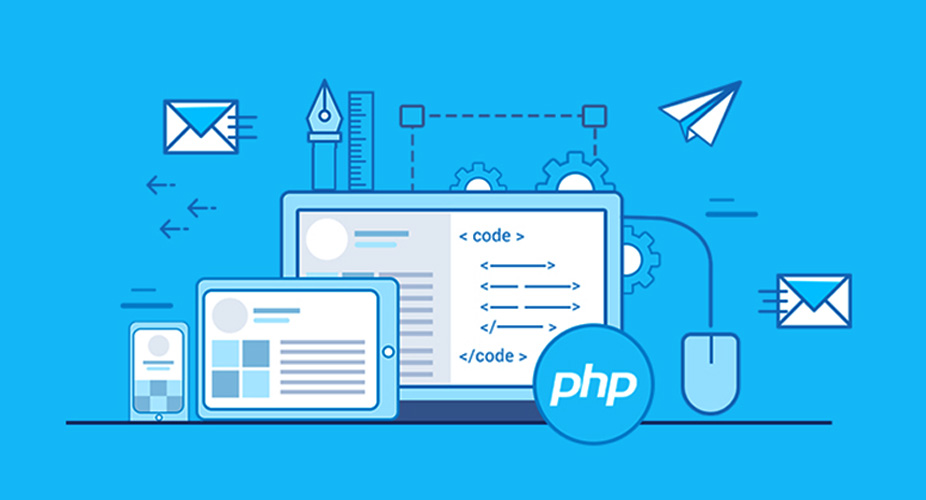 < code >
</code >
php